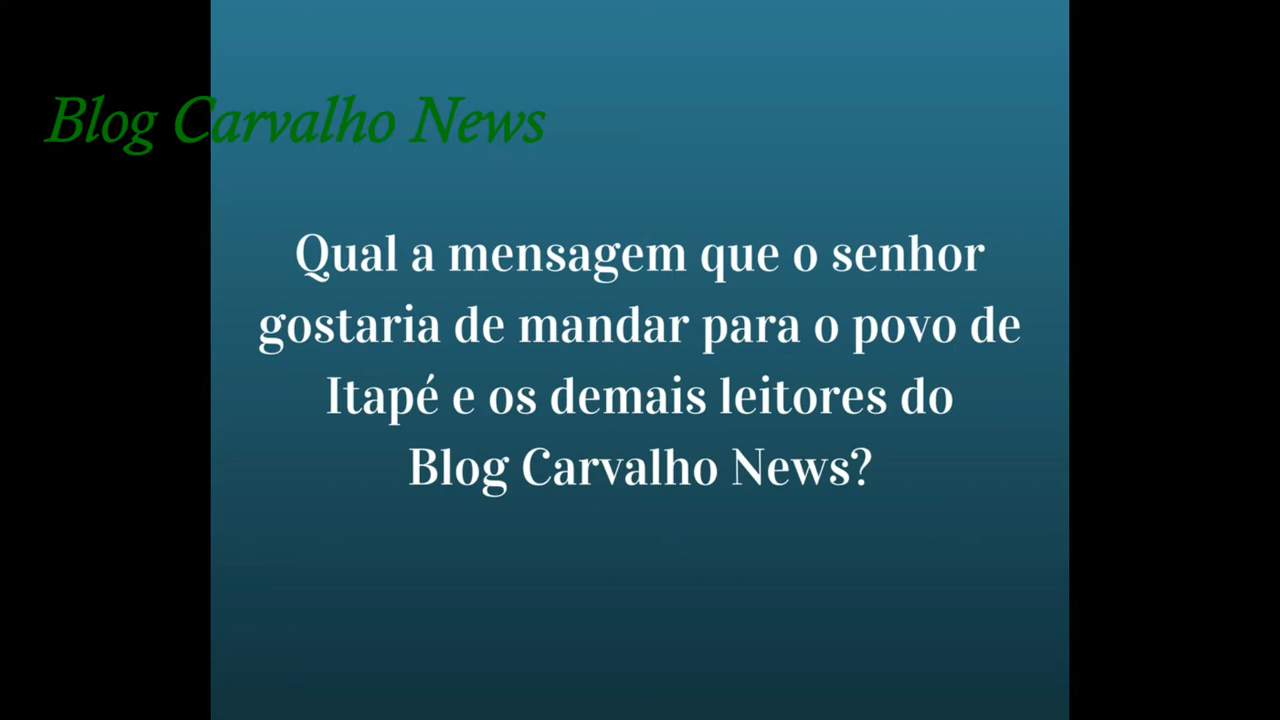 Blog Carvalho News
Qual a mensagem que o senhor
gostaria de mandar para o povo de
Itapé e os demais leitores do
Blog Carvalho News?